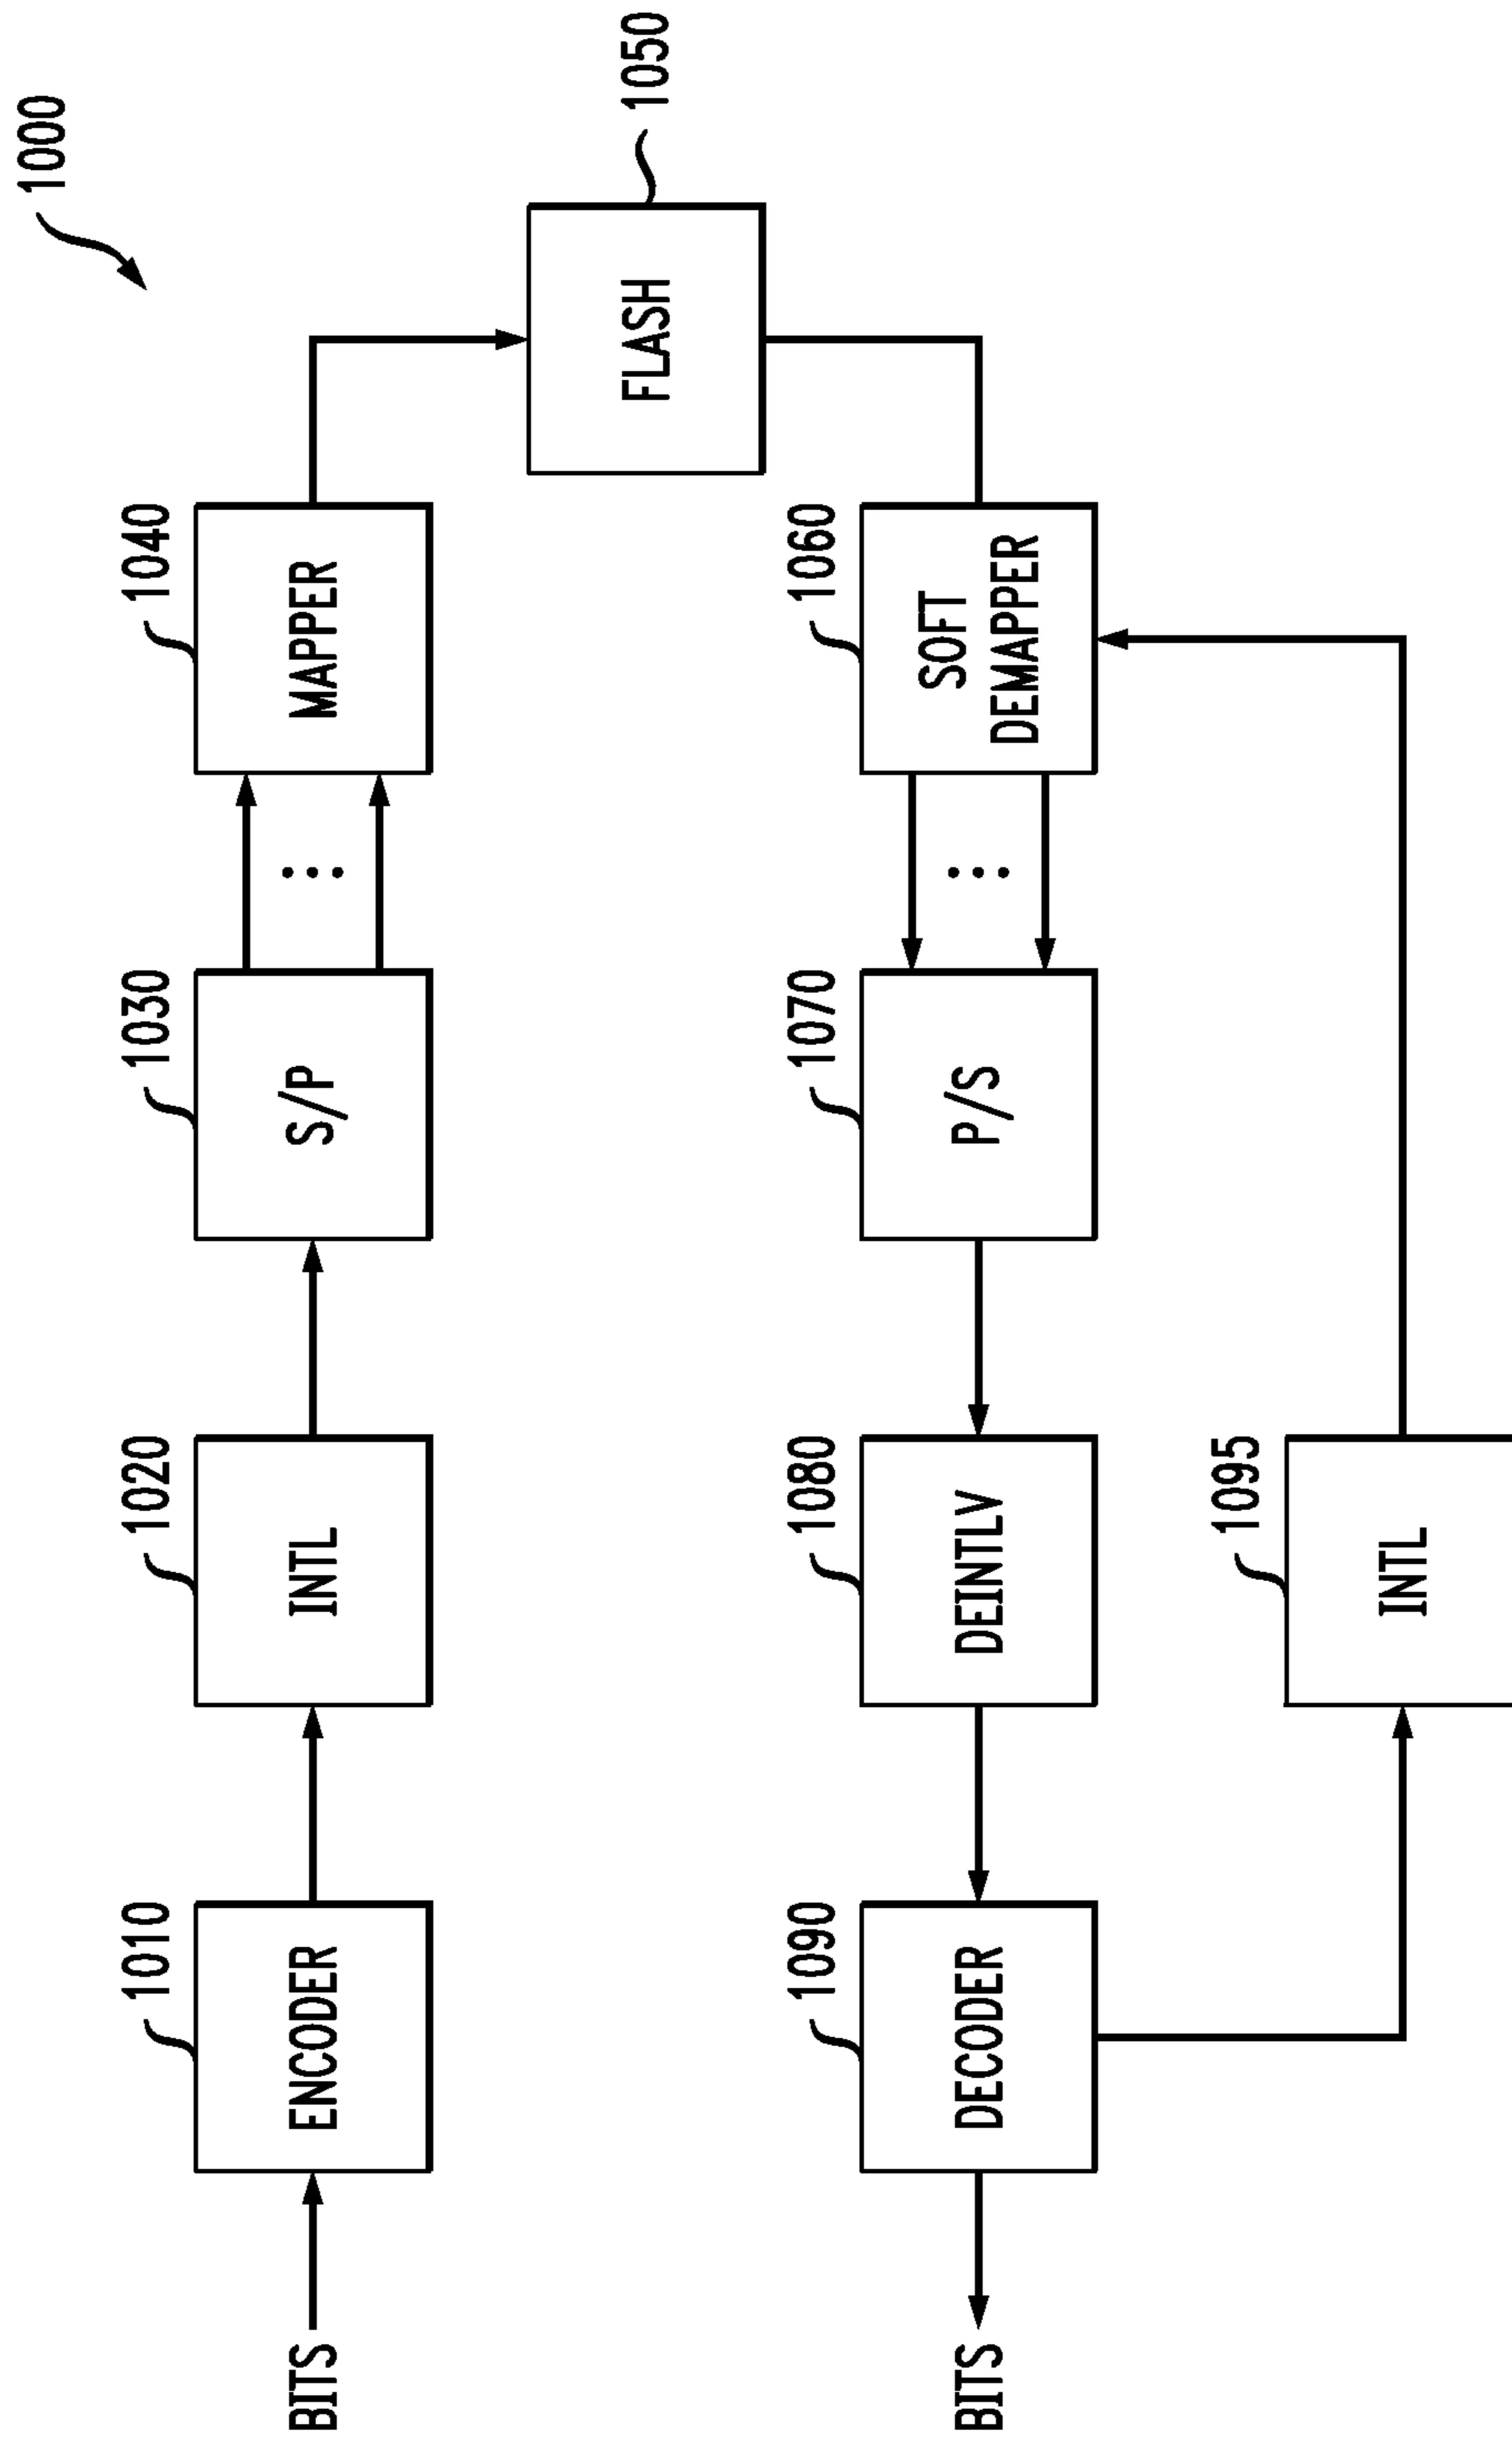 1000
1010
1020
1030
1040
BITS
ENCODER
INTL
S/P
MAPPER
FLASH
1050
1090
1080
1070
1060
BITS
DECODER
DEINTLV
P/S
SOFT
DEMAPPER
1095
INTL